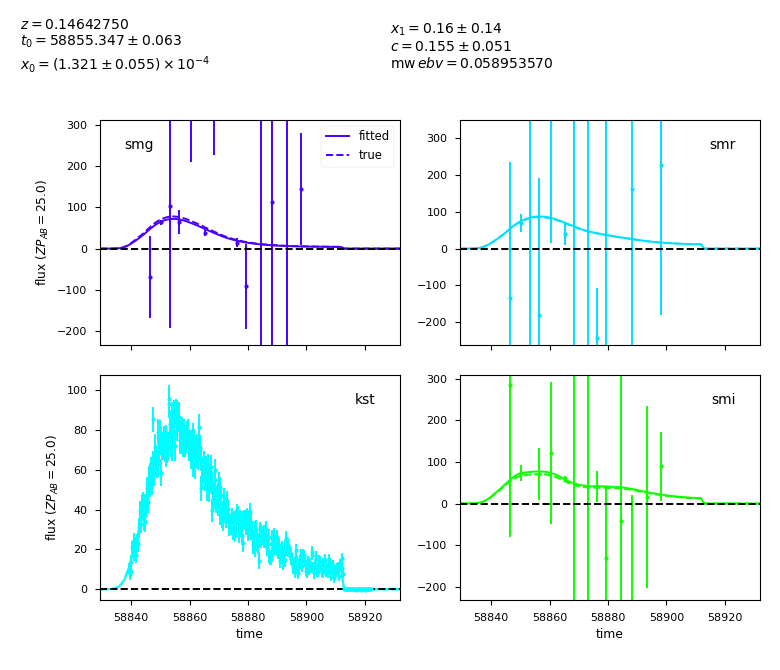 z = 0.14642750
t₀ = 58855.347 ± 0.063
x₀ = (1.321 ± 0.055) × 10⁻⁴
x₁ = 0.16 ± 0.14
c = 0.155 ± 0.051
mw ebv = 0.058953570
300
200
100
0
−100
−200
flux (ZP_AB = 25.0)
smg
fitted
true
300
200
100
0
−100
−200
smr
100
80
60
40
20
0
flux (ZP_AB = 25.0)
kst
58840
58860
58880
58900
58920
time
300
200
100
0
−100
−200
smi
58840
58860
58880
58900
58920
time